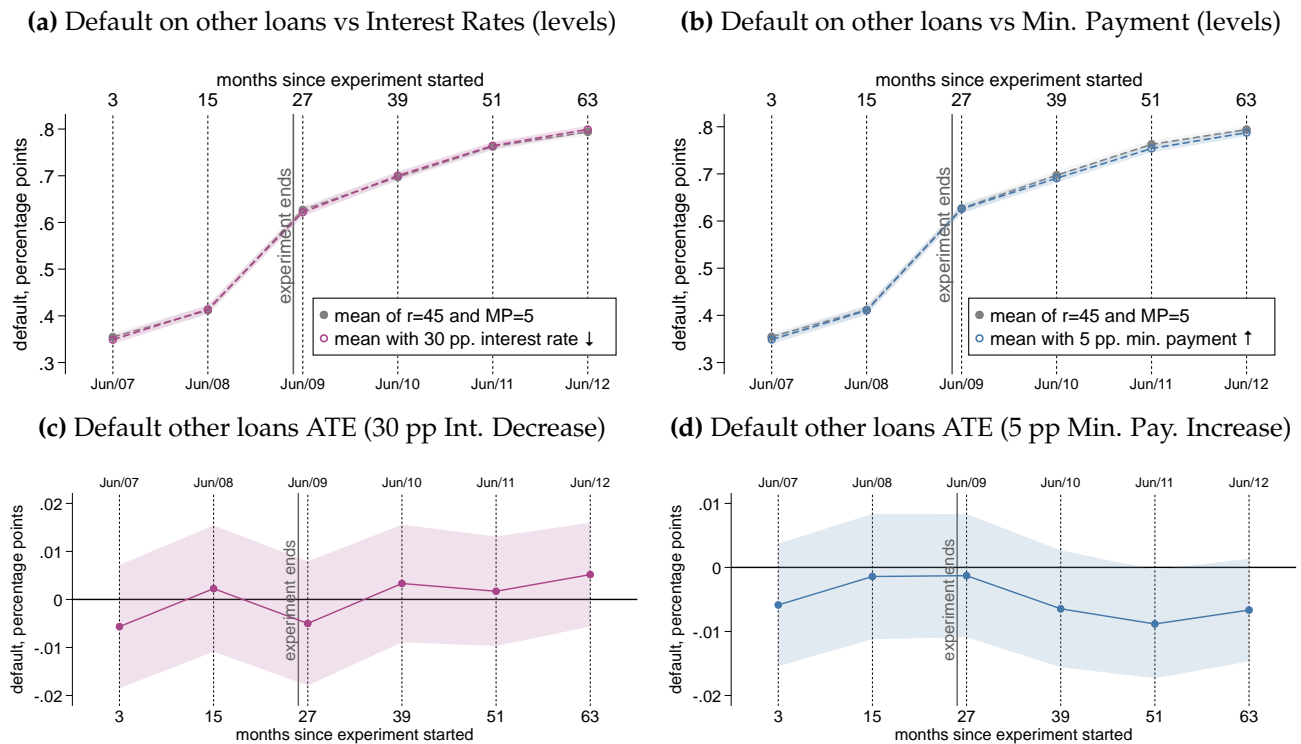 (a) Default on other loans vs Interest Rates (levels)
months since experiment started
3 15 27 39 51 63
default, percentage points
.8
.7
.6
.5
.4
.3
experiment ends
mean of r=45 and MP=5
mean with 30 pp. interest rate ↓
Jun/07 Jun/08 Jun/09 Jun/10 Jun/11 Jun/12
(b) Default on other loans vs Min. Payment (levels)
months since experiment started
3 15 27 39 51 63
default, percentage points
.8
.7
.6
.5
.4
.3
experiment ends
mean of r=45 and MP=5
mean with 5 pp. min. payment ↑
Jun/07 Jun/08 Jun/09 Jun/10 Jun/11 Jun/12
(c) Default other loans ATE (30 pp Int. Decrease)
Jun/07 Jun/08 Jun/09 Jun/10 Jun/11 Jun/12
default, percentage points
.02
.01
0
-.01
-.02
experiment ends
3 15 27 39 51 63
months since experiment started
(d) Default other loans ATE (5 pp Min. Pay. Increase)
Jun/07 Jun/08 Jun/09 Jun/10 Jun/11 Jun/12
default, percentage points
.01
0
-.01
-.02
experiment ends
3 15 27 39 51 63
months since experiment started